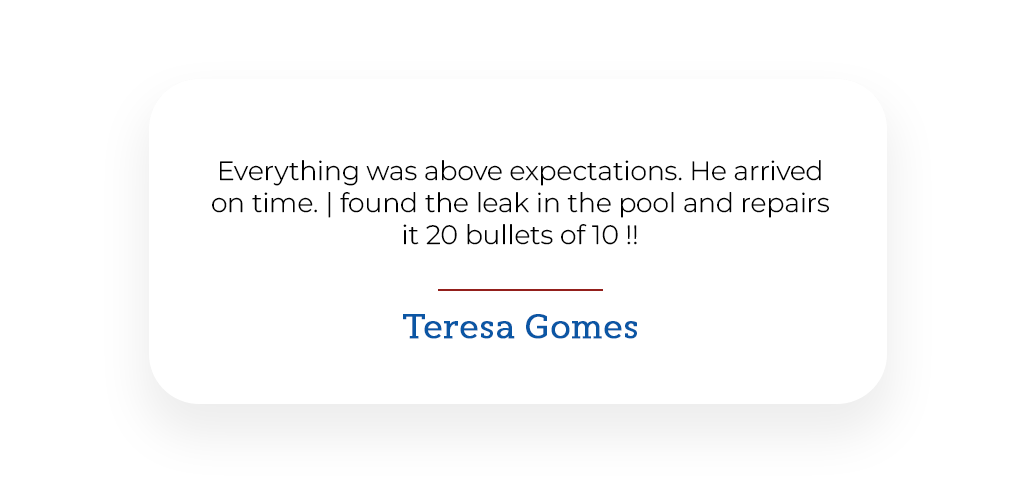 Everything was above expectations. He arrived
on time. | found the leak in the pool and repairs
it 20 bullets of 10 !!
Teresa Gomes